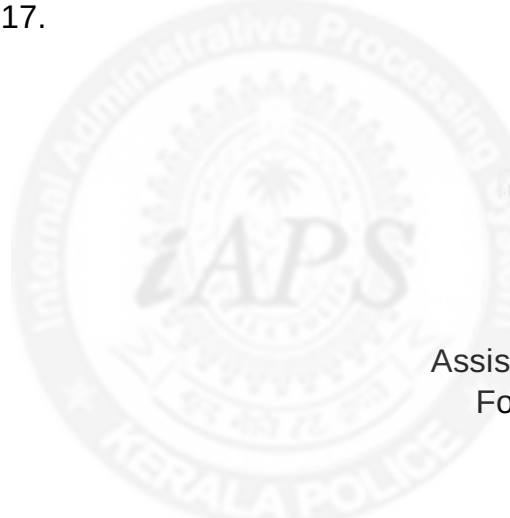 17.
Internal Administrative Processing System
iAPS
KERALA POLICE
Assis
Fo